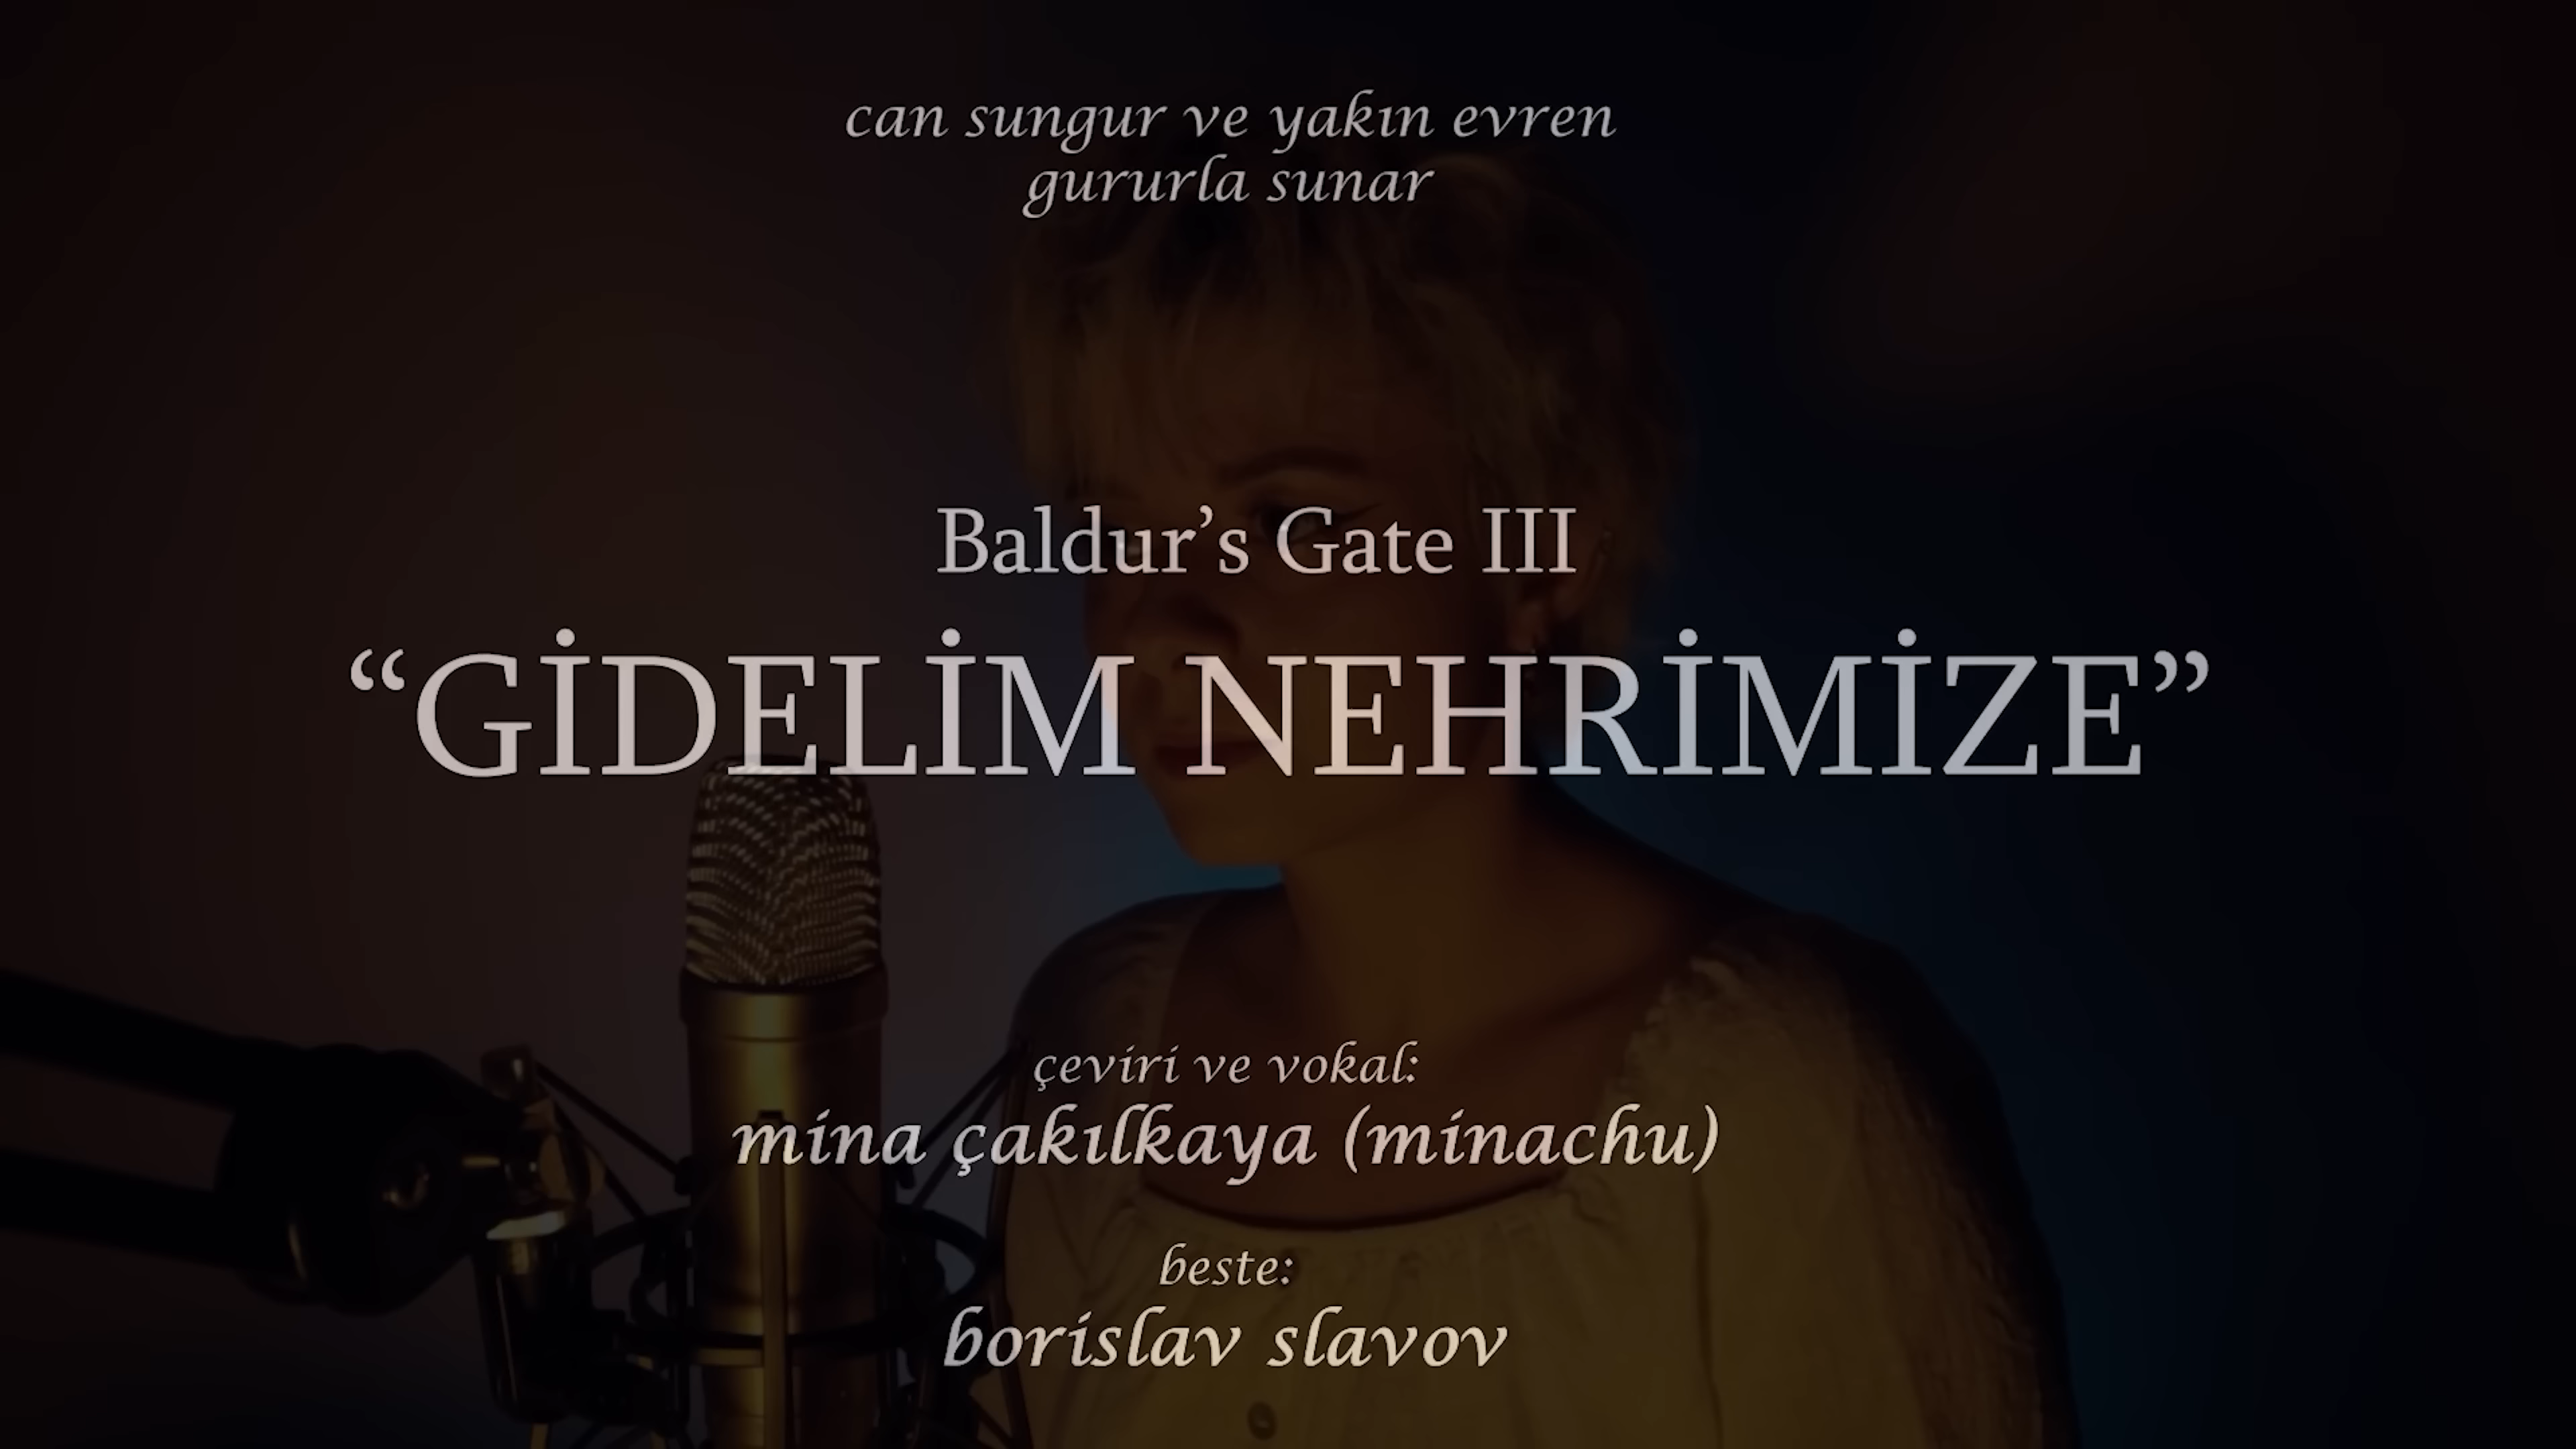 can sungur ve yakın evren
gururla sunar
Baldur’s Gate III
“GİDELİM NEHRİMİZE”
çeviri ve vokal:
mina çakılkaya (minachu)
beste:
borislav slavov